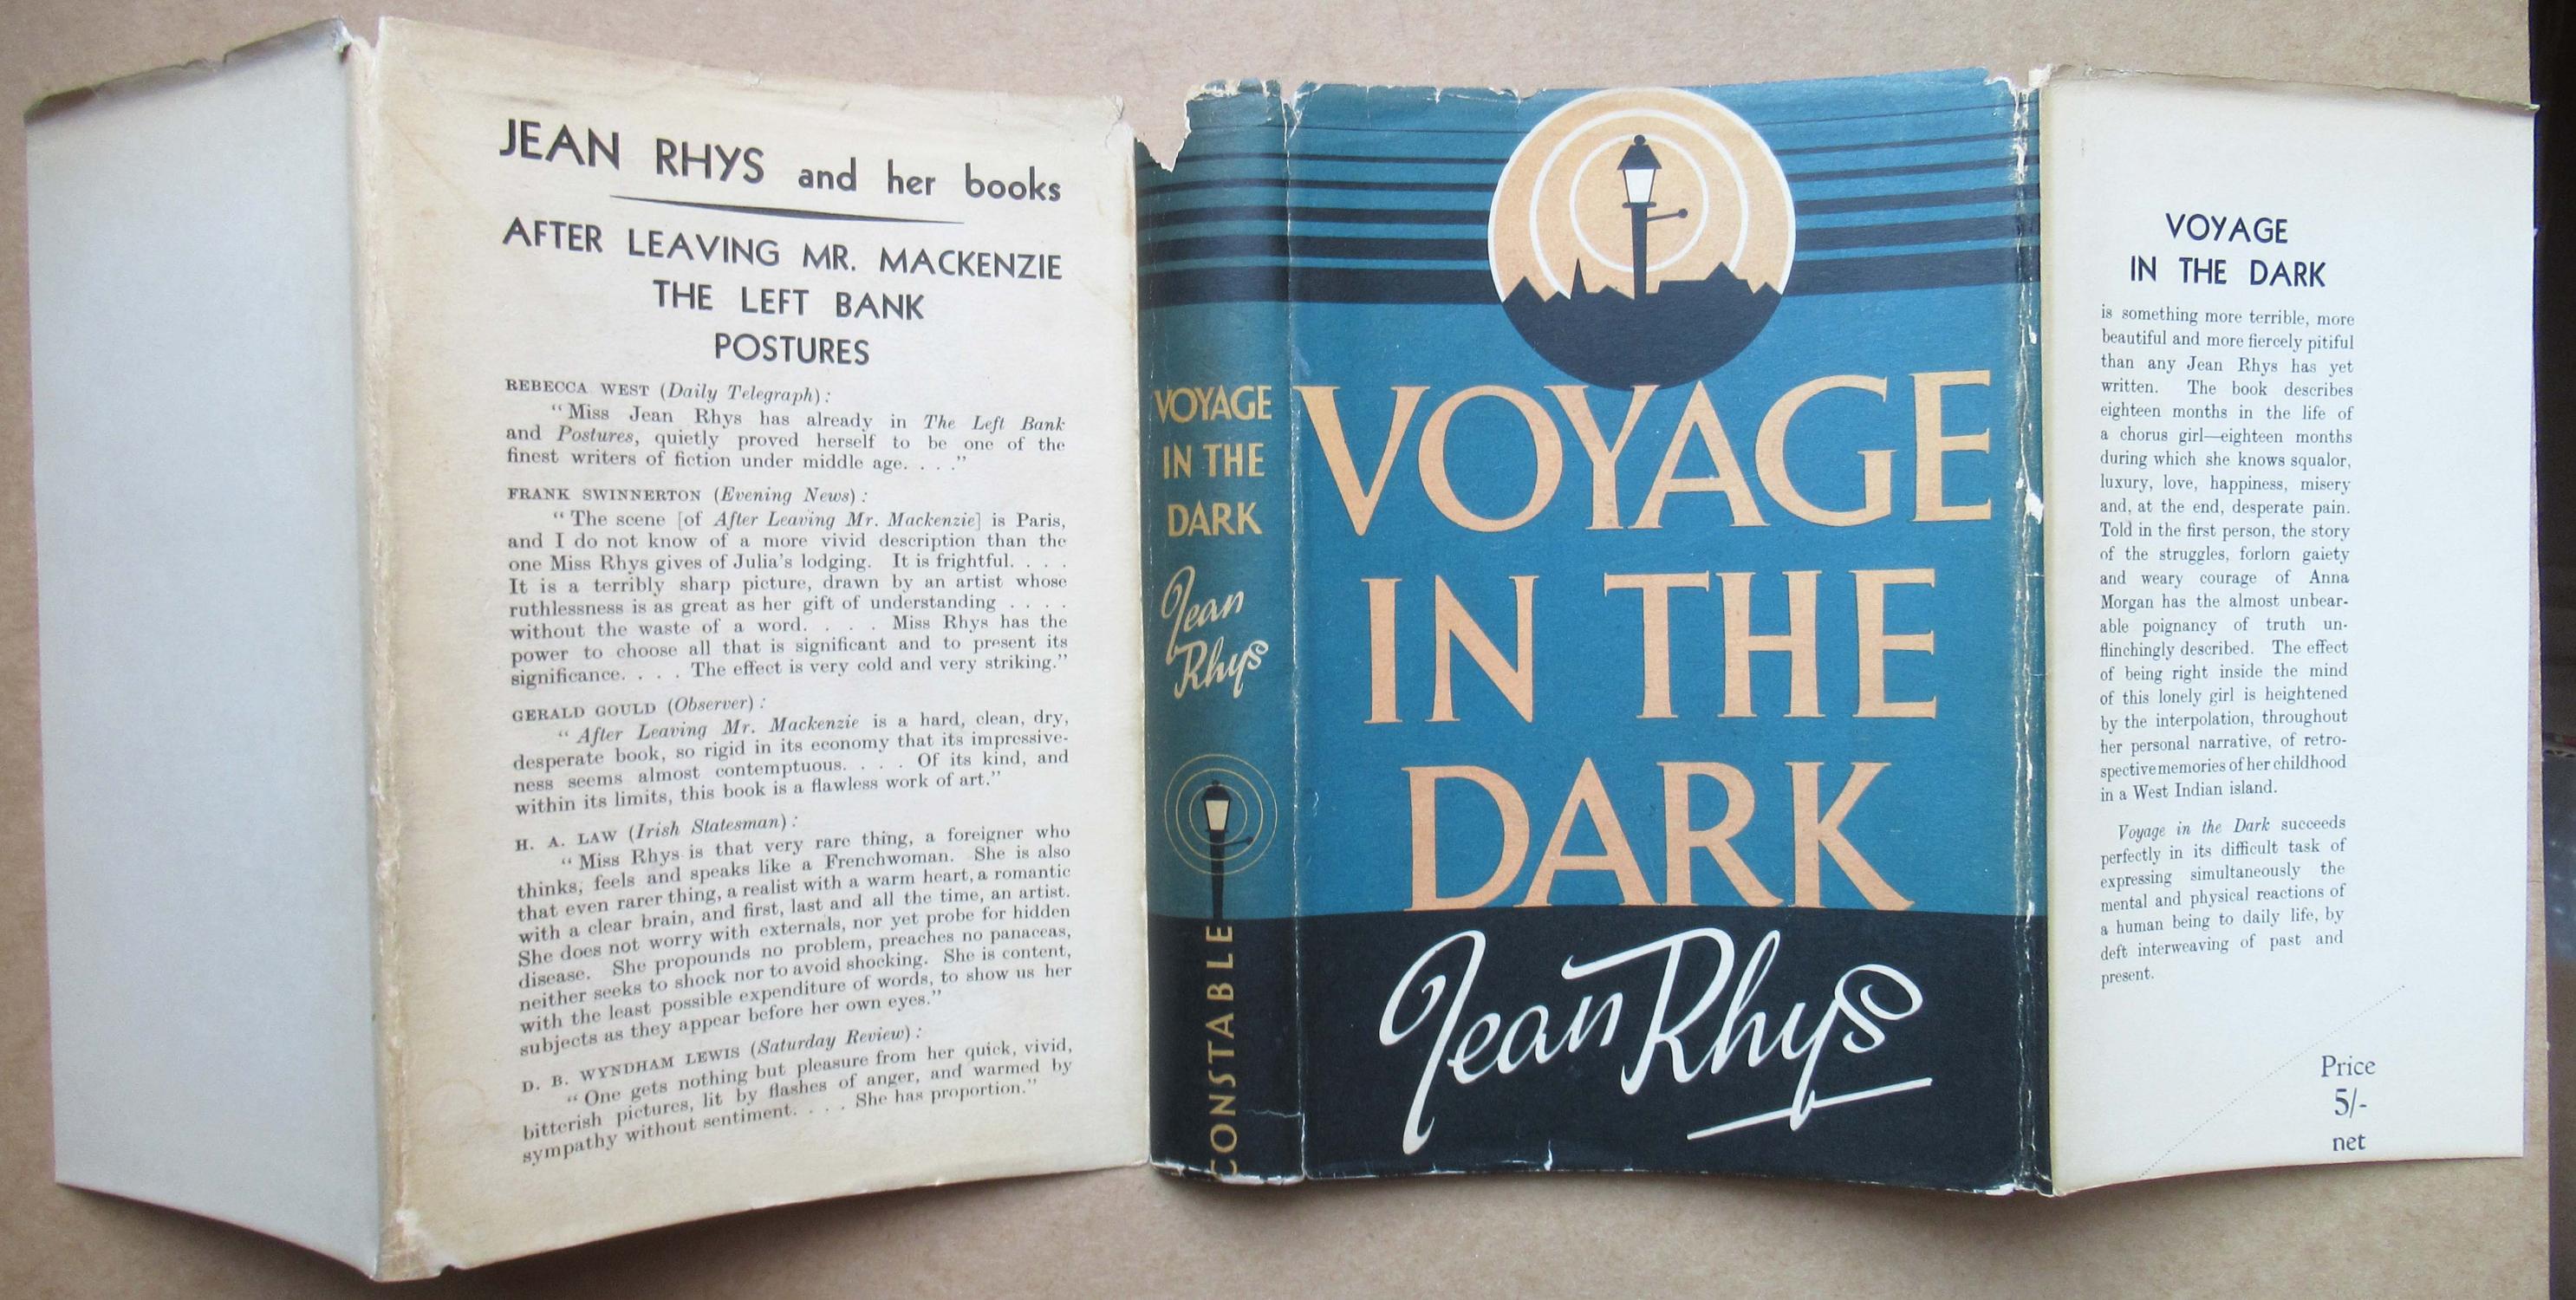 JEAN RHYS and her books
AFTER LEAVING MR. MACKENZIE
THE LEFT BANK
POSTURES
REBECCA WEST (Daily Telegraph) :
“Miss Jean Rhys has already in The Left Bank
and Postures, quietly proved herself to be one of the
finest writers of fiction under middle age. . . .”
FRANK SWINNERTON (Evening News) :
“The scene [of After Leaving Mr. Mackenzie] is Paris,
and I do not know of a more vivid description than the
one Miss Rhys gives of Julia's lodging. It is frightful. . . .
It is a terribly sharp picture, drawn by an artist whose
ruthlessness is as great as her gift of understanding . . . .
without the waste of a word. . . . Miss Rhys has the
power to choose all that is significant and to present its
significance. . . . The effect is very cold and very striking.”
GERALD GOULD (Observer) :
“After Leaving Mr. Mackenzie is a hard, clean, dry,
desperate book, so rigid in its economy that its impressive-
ness seems almost contemptuous. . . . Of its kind, and
within its limits, this book is a flawless work of art.”
H. A. LAW (Irish Statesman) :
“Miss Rhys is that very rare thing, a foreigner who
thinks, feels and speaks like a Frenchwoman. She is also
that even rarer thing, a realist with a warm heart, a romantic
with a clear brain, and first, last and all the time, an artist.
She does not worry with externals, nor yet probe for hidden
disease. She propounds no problem, preaches no panaceas,
neither seeks to shock nor to avoid shocking. She is content,
with the least possible expenditure of words, to show us her
subjects as they appear before her own eyes.”
D. B. WYNDHAM LEWIS (Saturday Review) :
“One gets nothing but pleasure from her quick, vivid,
bitterish pictures, lit by flashes of anger, and warmed by
sympathy without sentiment. . . . She has proportion.”
VOYAGE
IN THE
DARK
Jean
Rhys
CONSTABLE
VOYAGE
IN THE
DARK
Jean Rhys
VOYAGE
IN THE DARK
is something more terrible, more
beautiful and more fiercely pitiful
than any Jean Rhys has yet
written. The book describes
eighteen months in the life of
a chorus girl—eighteen months
during which she knows squalor,
luxury, love, happiness, misery
and, at the end, desperate pain.
Told in the first person, the story
of the struggles, forlorn gaiety
and weary courage of Anna
Morgan has the almost unbear-
able poignancy of truth un-
flinchingly described. The effect
of being right inside the mind
of this lonely girl is heightened
by the interpolation, throughout
her personal narrative, of retro-
spective memories of her childhood
in a West Indian island.
Voyage in the Dark succeeds
perfectly in its difficult task of
expressing simultaneously the
mental and physical reactions of
a human being to daily life, by
deft interweaving of past and
present.
Price
5/-
net